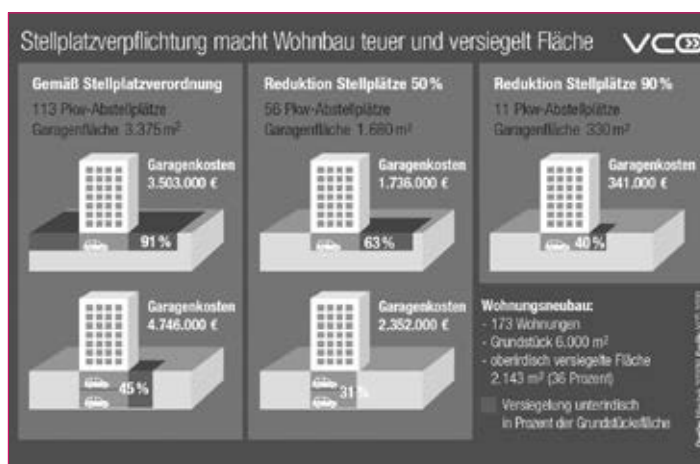 Stellplatzverpflichtung macht Wohnbau teuer und versiegelt Fläche
VCÖ
Gemäß Stellplatzverordnung
113 Pkw-Abstellplätze
Garagenfläche 3.375 m²
Garagenkosten
3.503.000 €
91 %
Garagenkosten
4.746.000 €
45 %
Reduktion Stellplätze 50 %
56 Pkw-Abstellplätze
Garagenfläche 1.680 m²
Garagenkosten
1.736.000 €
63 %
Garagenkosten
2.352.000 €
31 %
Reduktion Stellplätze 90 %
11 Pkw-Abstellplätze
Garagenfläche 330 m²
Garagenkosten
341.000 €
40 %
Wohnungsneubau:
- 173 Wohnungen
- Grundstück 6.000 m²
- oberirdisch versiegelte Fläche
2.143 m² (36 Prozent)
Versiegelung unterirdisch
in Prozent der Grundstücksfläche